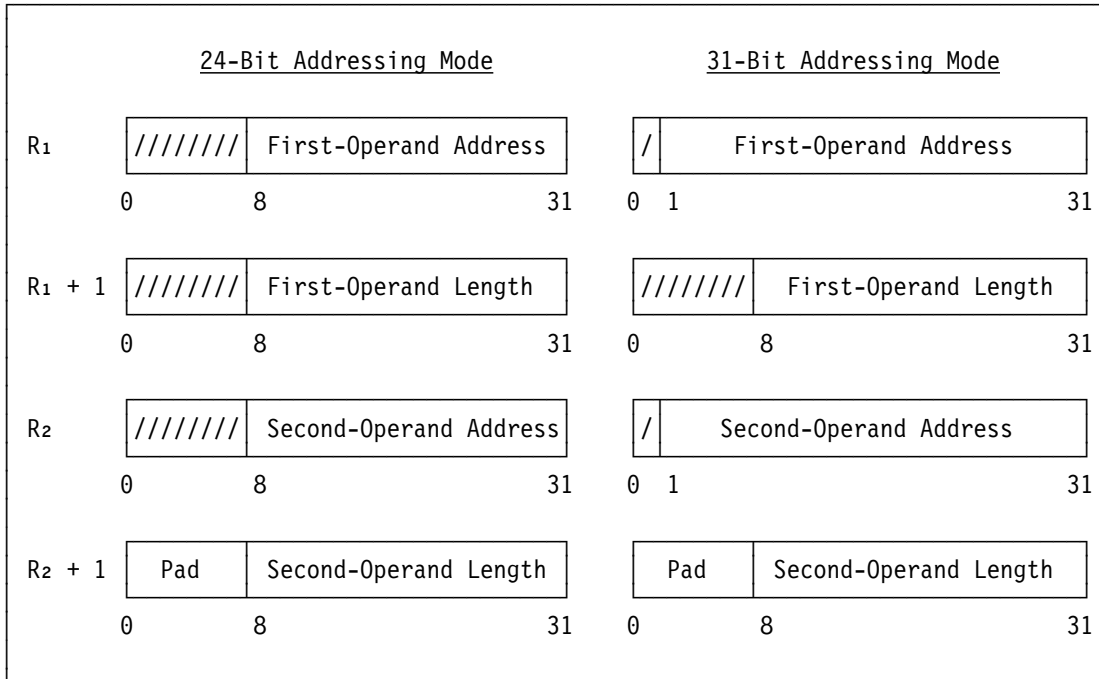 24-Bit Addressing Mode 31-Bit Addressing Mode
R₁ //////// First-Operand Address / First-Operand Address
0 8 31 0 1 31
R₁ + 1 //////// First-Operand Length //////// First-Operand Length
0 8 31 0 8 31
R₂ //////// Second-Operand Address / Second-Operand Address
0 8 31 0 1 31
R₂ + 1 Pad Second-Operand Length Pad Second-Operand Length
0 8 31 0 8 31